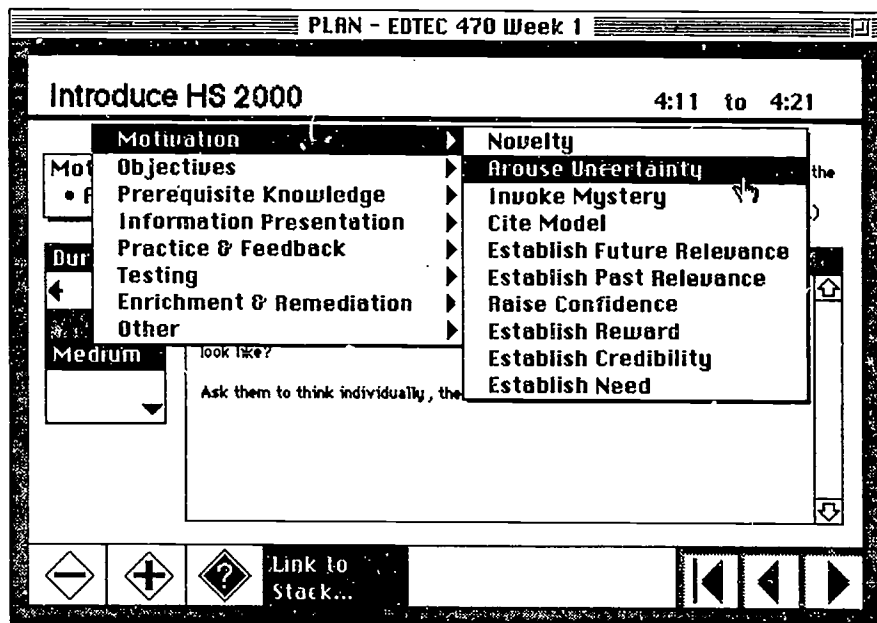 PLAN - EDTEC 470 Week 1
Introduce HS 2000
4:11 to 4:21
Motivation
Objectives
Prerequisite Knowledge
Information Presentation
Practice & Feedback
Testing
Enrichment & Remediation
Other
Novelty
Arouse Uncertainty
Invoke Mystery
Cite Model
Establish Future Relevance
Establish Past Relevance
Raise Confidence
Establish Reward
Establish Credibility
Establish Need
Mot
the
Dur
Medium
look like?
Ask them to think individually, the
Link to
Stack...